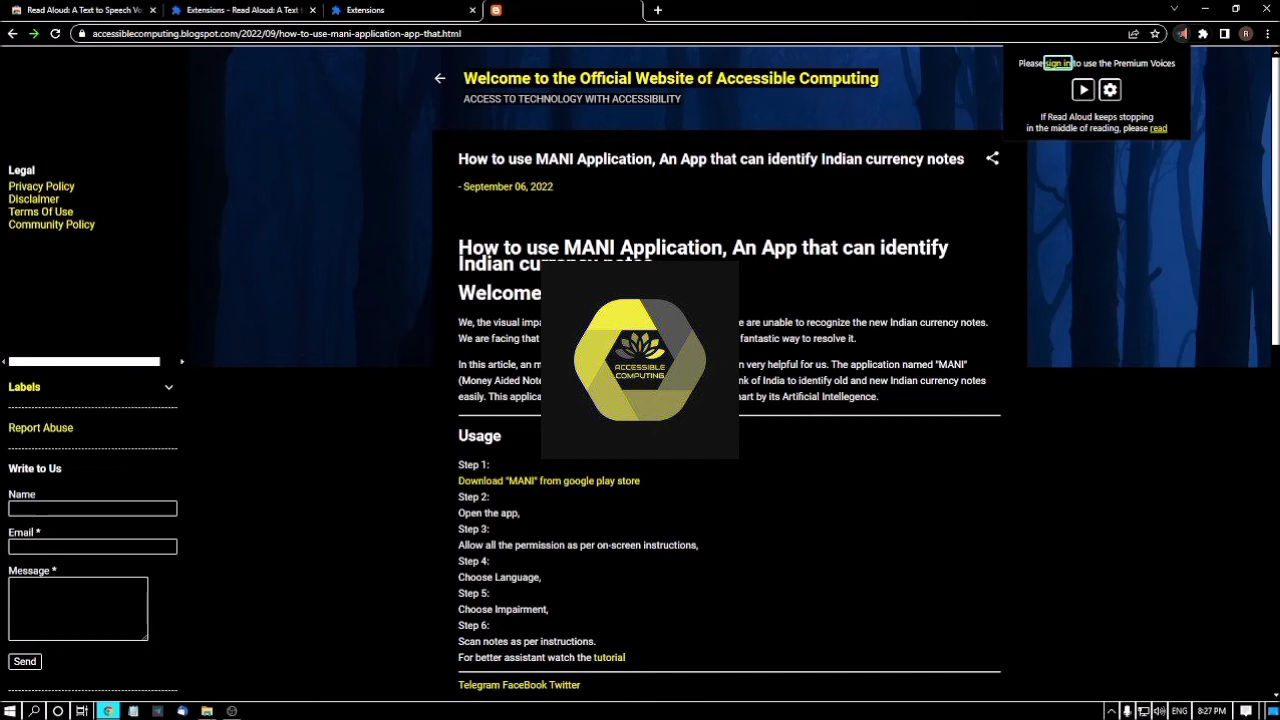 Read Aloud: A Text to Speech Vo
Extensions - Read Aloud: A Text
Extensions
accessiblecomputing.blogspot.com/2022/09/how-to-use-mani-application-app-that.html
R
Please sign in to use the Premium Voices
If Read Aloud keeps stopping
in the middle of reading, please read
Welcome to the Official Website of Accessible Computing
ACCESS TO TECHNOLOGY WITH ACCESSIBILITY
How to use MANI Application, An App that can identify Indian currency notes
- September 06, 2022
Legal
Privacy Policy
Disclaimer
Terms Of Use
Community Policy
Labels
Report Abuse
Write to Us
Name
Email *
Message *
Send
How to use MANI Application, An App that can identify
Indian currency notes
Welcome
We, the visual impa
e are unable to recognize the new Indian currency notes.
We are facing that
fantastic way to resolve it.
In this article, an m
n very helpful for us. The application named "MANI"
(Money Aided Note
nk of India to identify old and new Indian currency notes
easily. This applica
hart by its Artificial Intellegence.
ACCESSIBLE
COMPUTING
Usage
Step 1:
Download "MANI" from google play store
Step 2:
Open the app,
Step 3:
Allow all the permission as per on-screen instructions,
Step 4:
Choose Language,
Step 5:
Choose Impairment,
Step 6:
Scan notes as per instructions.
For better assistant watch the tutorial
Telegram FaceBook Twitter
ENG
8:27 PM